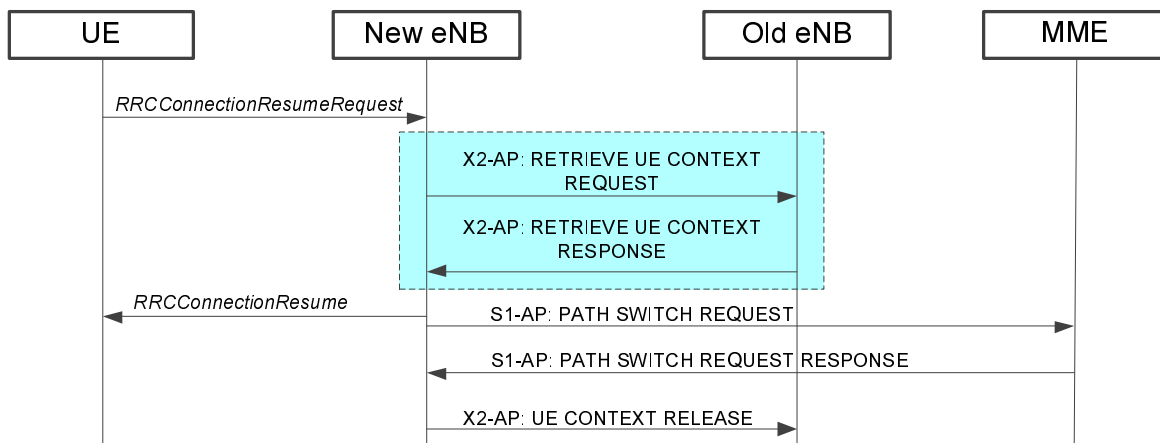 UE
New eNB
Old eNB
MME
RRCConnectionResumeRequest
X2-AP: RETRIEVE UE CONTEXT
REQUEST
X2-AP: RETRIEVE UE CONTEXT
RESPONSE
RRCConnectionResume
S1-AP: PATH SWITCH REQUEST
S1-AP: PATH SWITCH REQUEST RESPONSE
X2-AP: UE CONTEXT RELEASE